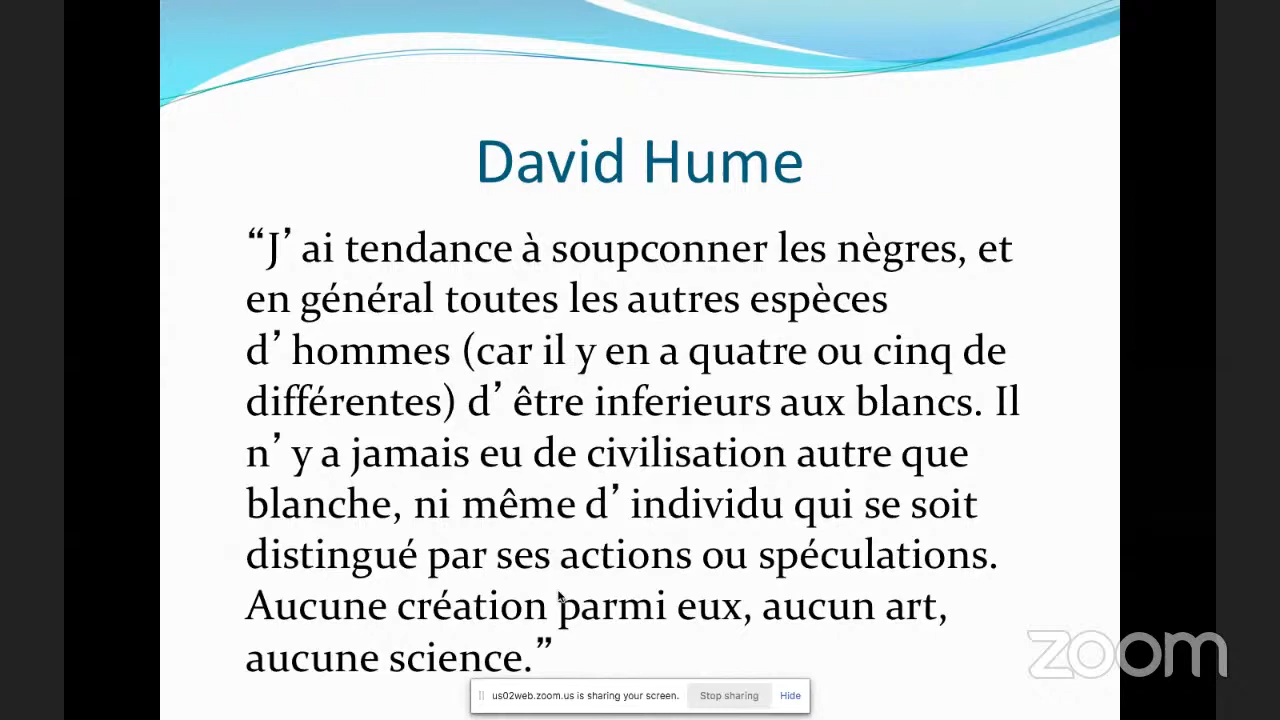 David Hume
“J’ai tendance à soupconner les nègres, et
en général toutes les autres espèces
d’hommes (car il y en a quatre ou cinq de
différentes) d’être inferieurs aux blancs. Il
n’y a jamais eu de civilisation autre que
blanche, ni même d’individu qui se soit
distingué par ses actions ou spéculations.
Aucune création parmi eux, aucun art,
aucune science.”
zoom
us02web.zoom.us is sharing your screen. Stop sharing Hide